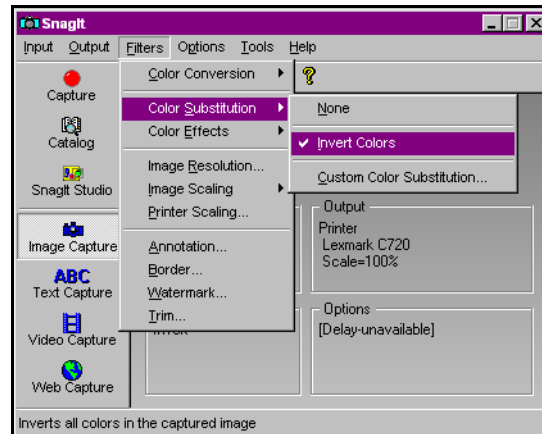 SnagIt
Input Output Filters Options Tools Help
Capture
Catalog
SnagIt Studio
Image Capture
ABC
Text Capture
Video Capture
Web Capture
Color Conversion
Color Substitution
Color Effects
Image Resolution...
Image Scaling
Printer Scaling...
Annotation...
Border...
Watermark...
Trim...
None
Invert Colors
Custom Color Substitution...
Output
Printer
Lexmark C720
Scale=100%
Options
[Delay-unavailable]
Inverts all colors in the captured image